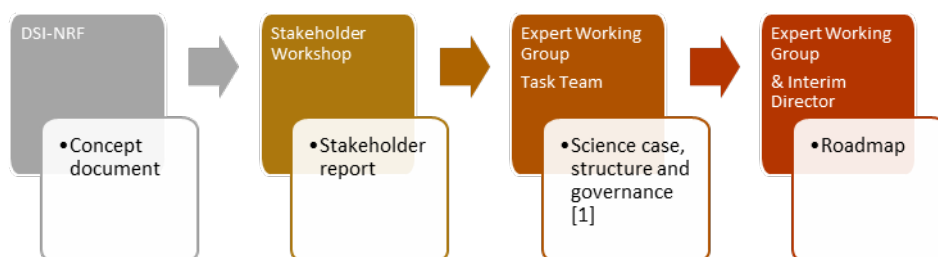 DSI-NRF
•Concept
document
Stakeholder
Workshop
•Stakeholder
report
Expert Working
Group
Task Team
•Science case,
structure and
governance
[1]
Expert Working
Group
& Interim
Director
•Roadmap